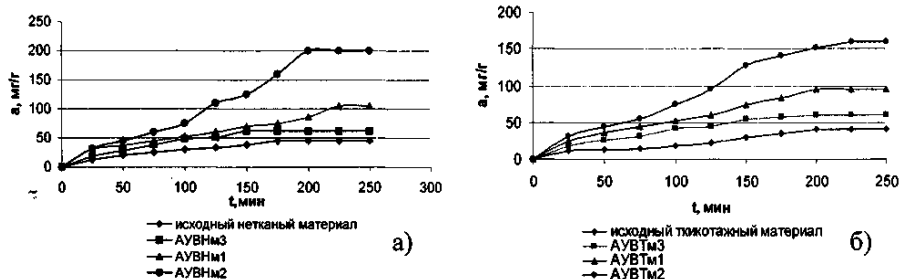 250
200
150
100
50
0
а, мг/г
0 50 100 150 200 250 300
t, мин
исходный нетканый материал
АУВНм3
АУВНм1
АУВНм2
а)
200
150
100
50
0
а, мг/г
0 50 100 150 200 250
t, мин
исходный ткикотажный материал
АУВТм3
АУВТм1
АУВТм2
б)